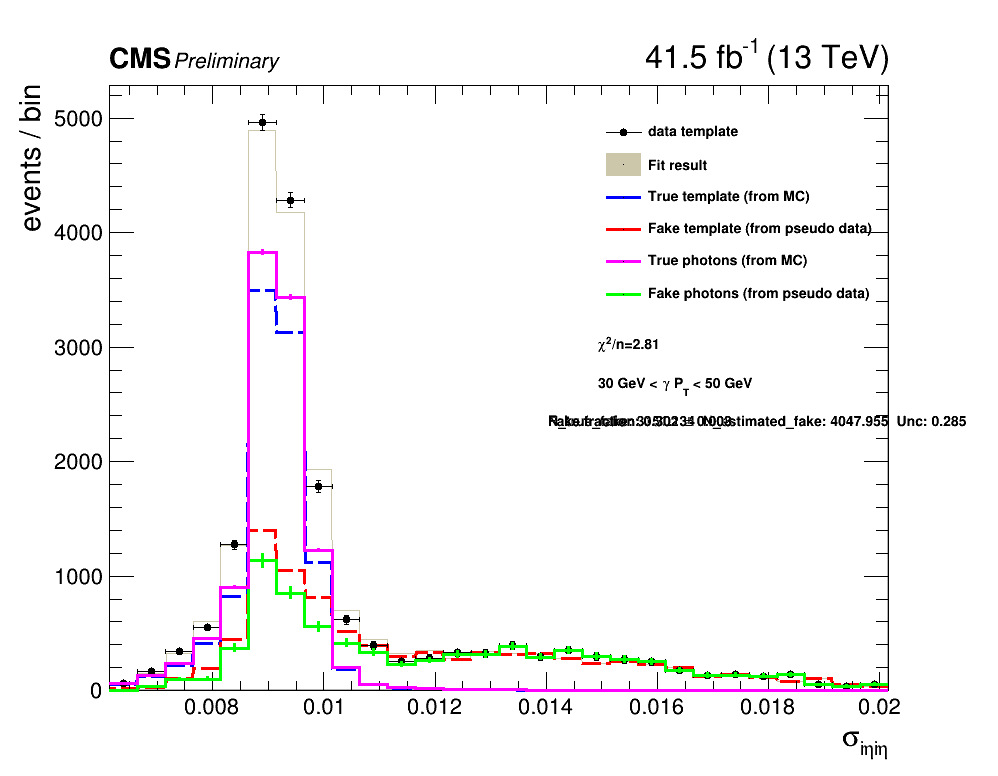 CMS Preliminary 41.5 fb-1 (13 TeV)
events / bin
5000
4000
3000
2000
1000
0
data template
Fit result
True template (from MC)
Fake template (from pseudo data)
True photons (from MC)
Fake photons (from pseudo data)
χ2/n=2.81
30 GeV < γ PT < 50 GeV
N_estimated_fake: 4047.955 Unc: 0.285
0.008 0.01 0.012 0.014 0.016 0.018 0.02
σiηiη